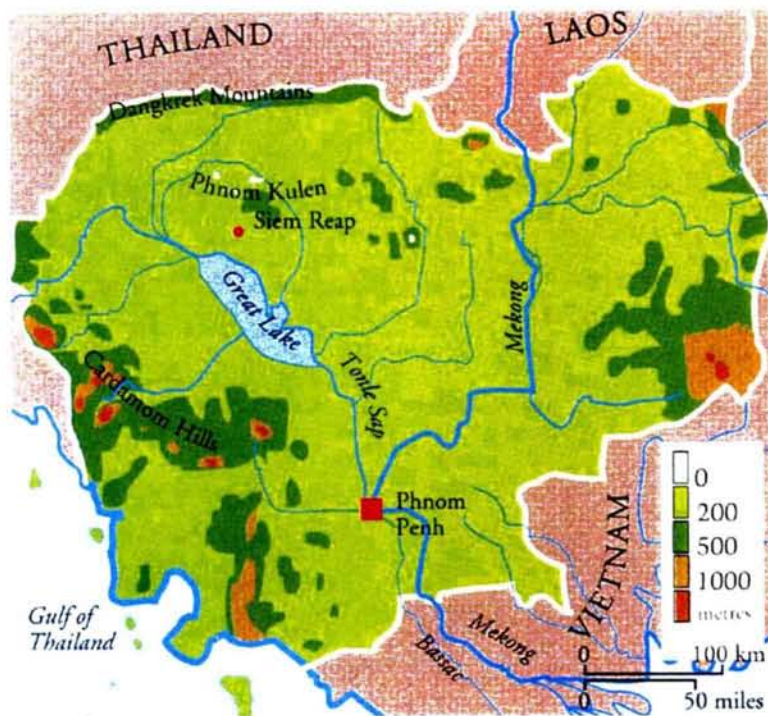 THAILAND
LAOS
Dangkrek Mountains
Phnom Kulen
Siem Reap
Great Lake
Mekong
Tonle Sap
Cardamom Hills
Phnom
Penh
Gulf of
Thailand
Mekong
Bassac
VIETNAM
0
200
500
1000
metres
0 100 km
0 50 miles